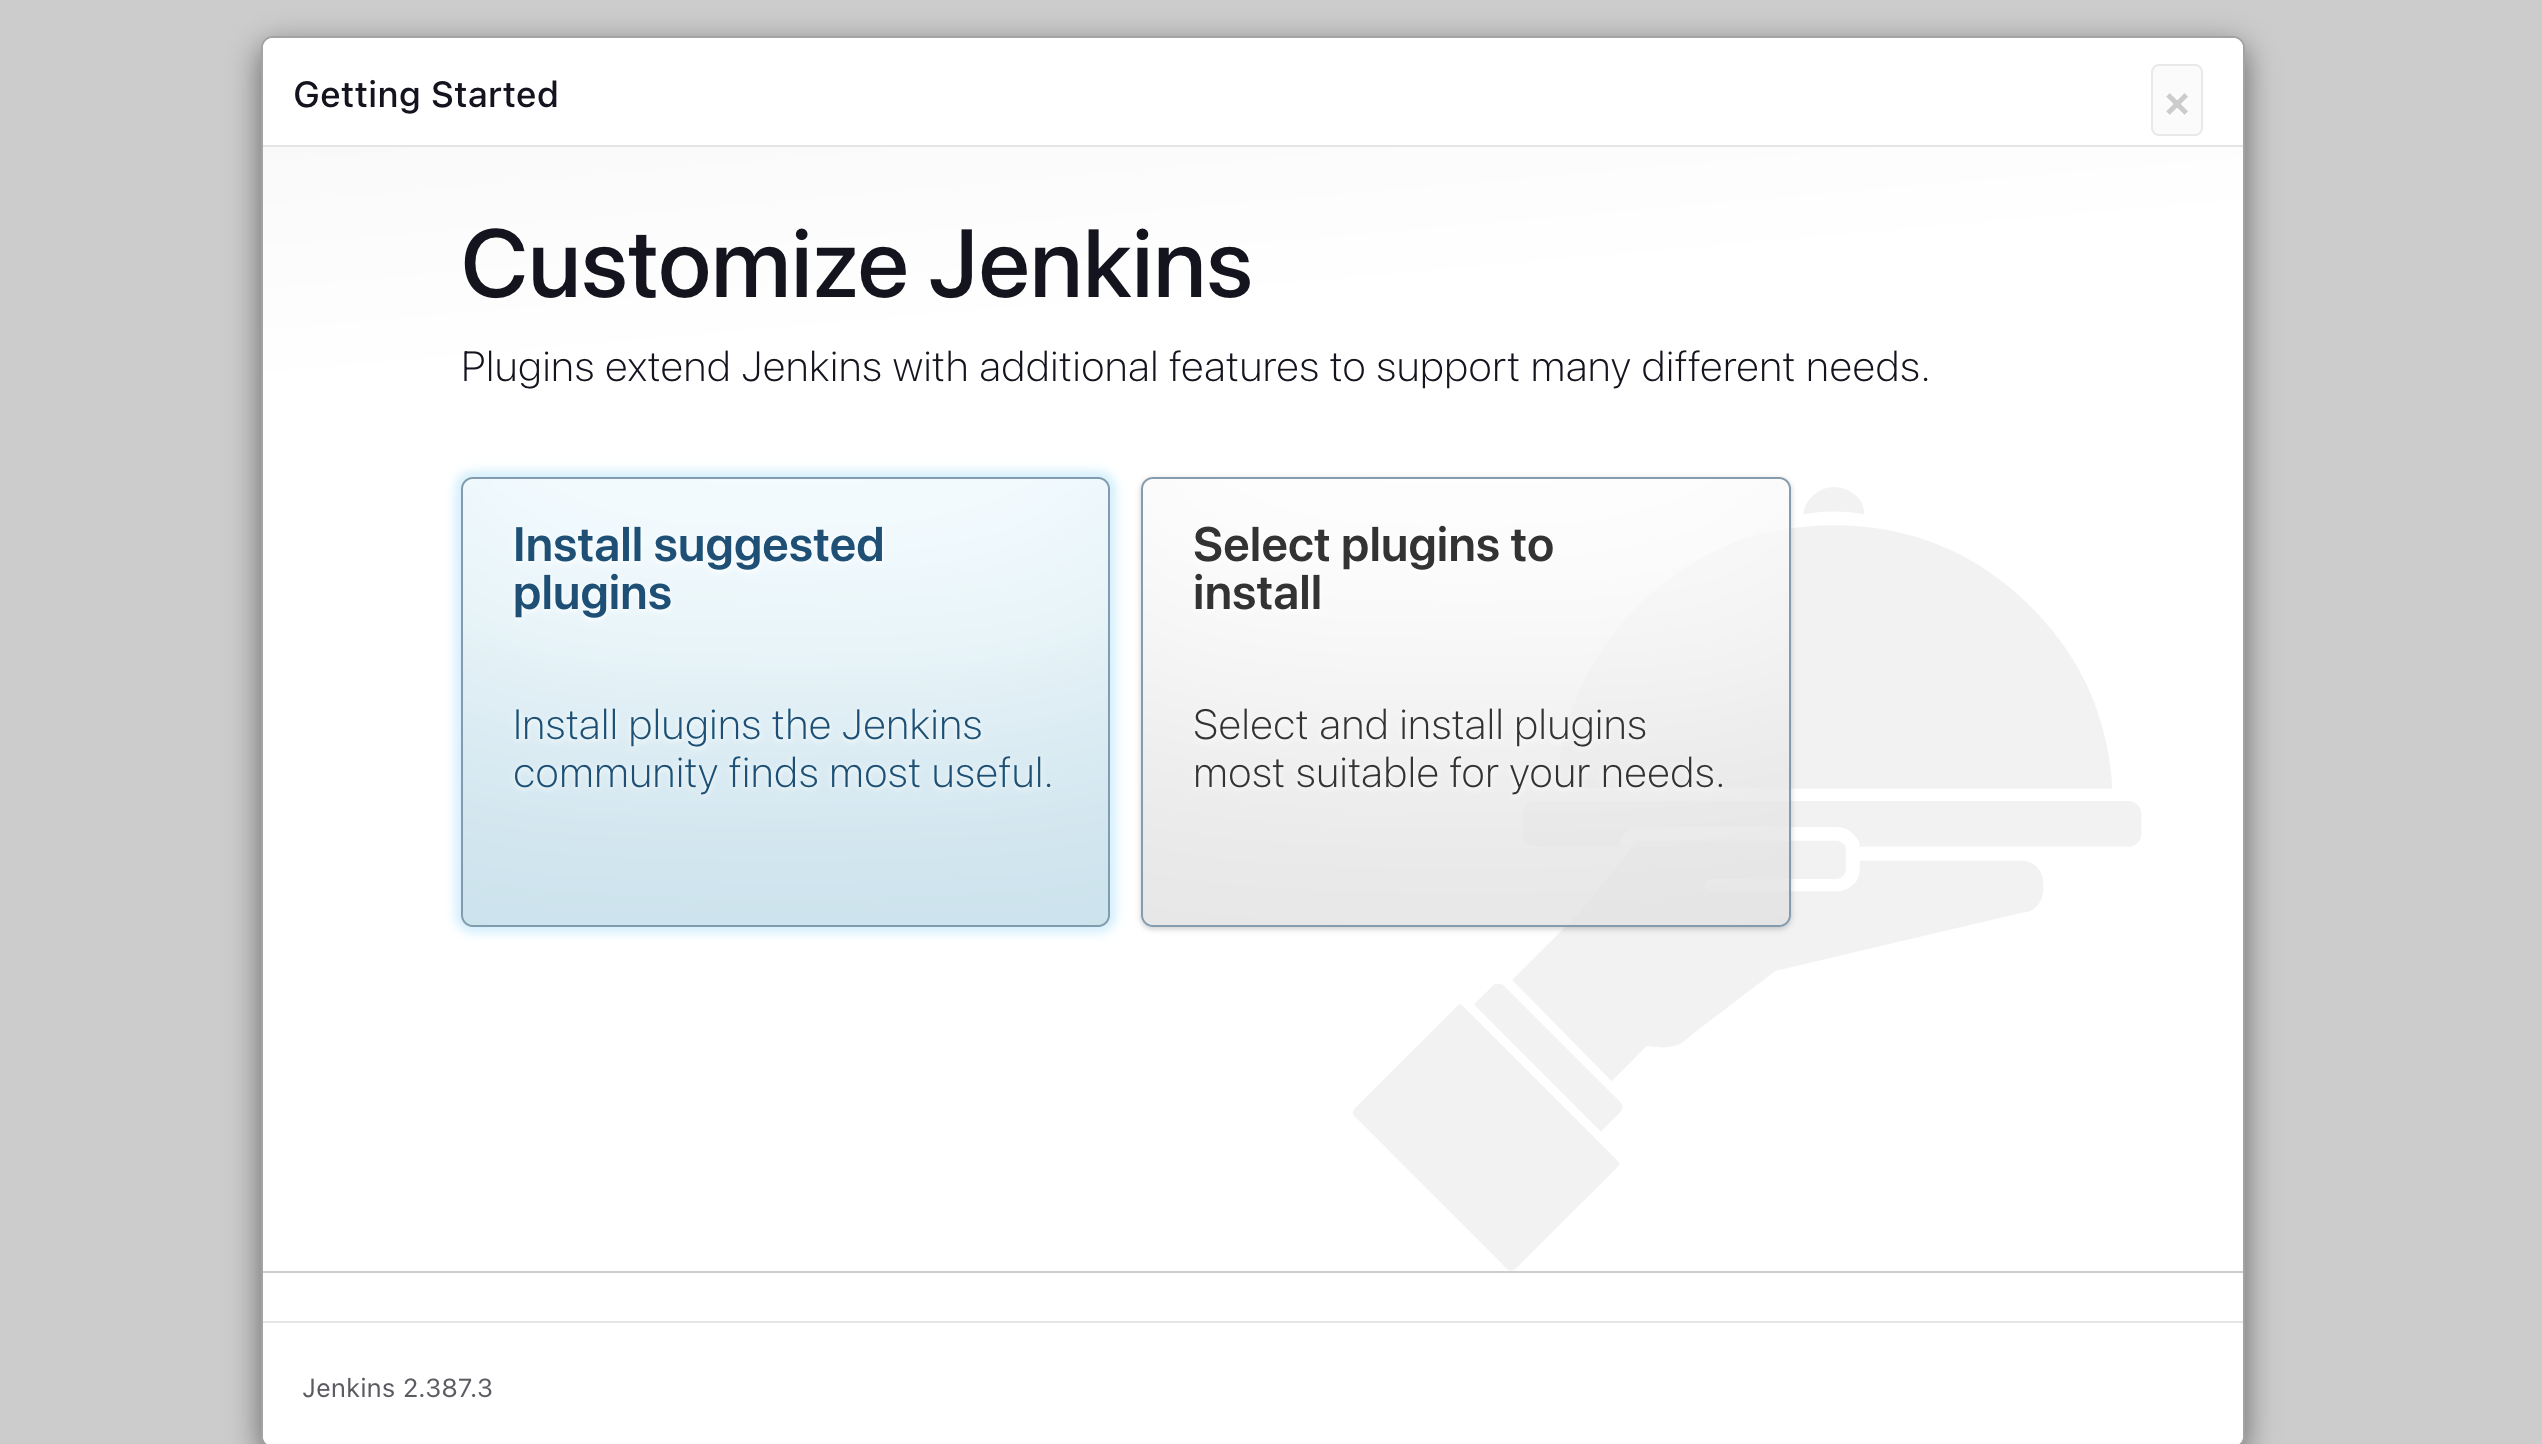 Getting Started
×
Customize Jenkins
Plugins extend Jenkins with additional features to support many different needs.
Install suggested
plugins
Install plugins the Jenkins
community finds most useful.
Select plugins to
install
Select and install plugins
most suitable for your needs.
Jenkins 2.387.3